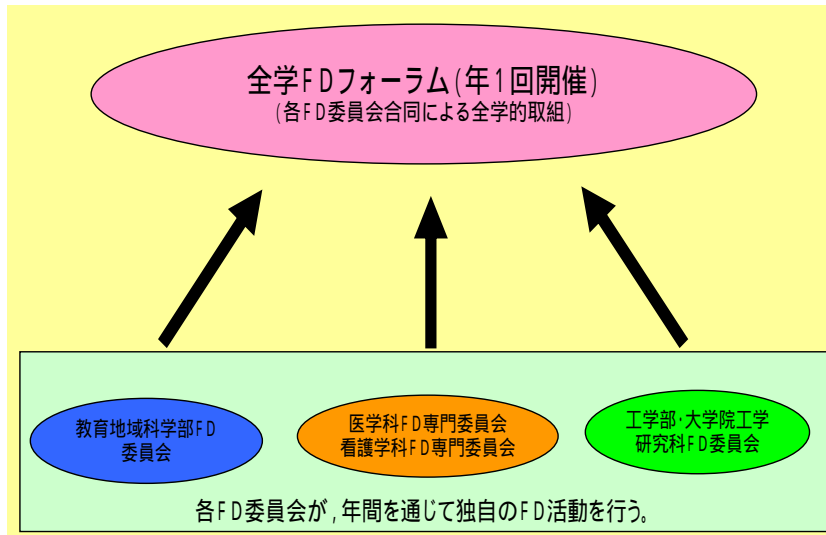 全学FDフォーラム(年1回開催)
(各FD委員会合同による全学的取組)
教育地域科学部FD
委員会
医学科FD専門委員会
看護学科FD専門委員会
工学部・大学院工学
研究科FD委員会
各FD委員会が,年間を通じて独自のFD活動を行う。